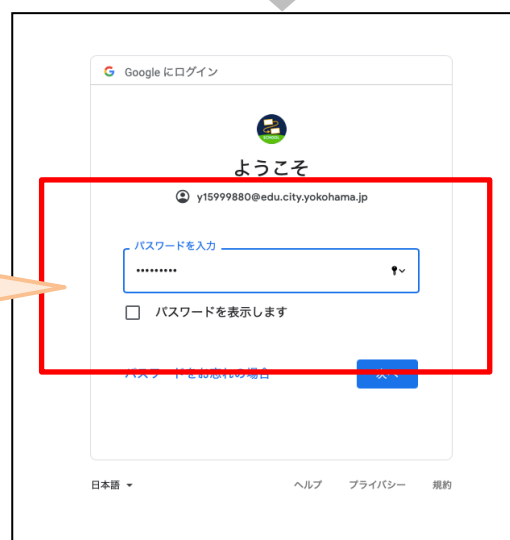 Google にログイン
SCHOOL
ようこそ
y15999880@edu.city.yokohama.jp
パスワードを入力
•••••••••
パスワードを表示します
パスワードをお忘れの場合
次へ
日本語
ヘルプ プライバシー 規約